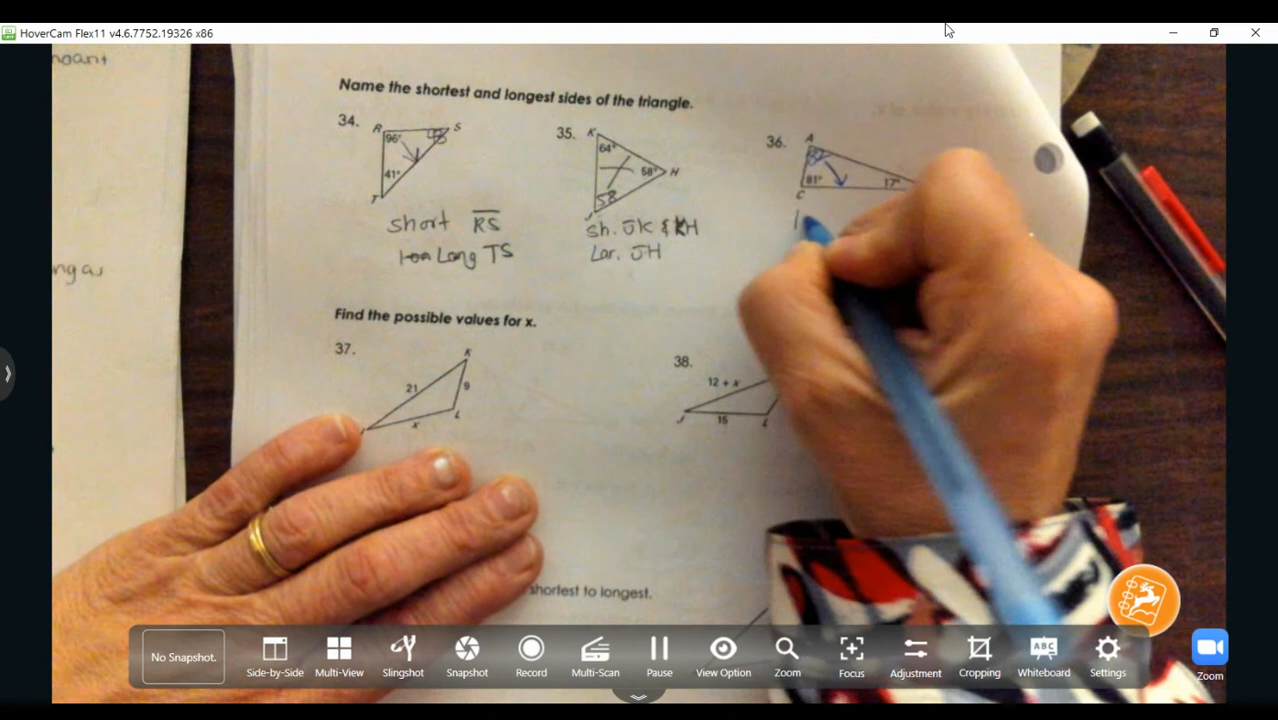 HoverCam Flex11 v4.6.7752.19326 x86
Name the shortest and longest sides of the triangle.
34.
R
S
96°
43
41°
T
short RS
Long TS
35.
K
64°
58°
H
58
J
Sh. JK & KH
Lar. JH
36.
A
82
81°
17°
C
Find the possible values for x.
37.
K
21
9
L
x
38.
12 + x
J
15
L
shortest to longest.
No Snapshot.
Side-by-Side
Multi-View
Slingshot
Snapshot
Record
Multi-Scan
Pause
View Option
Zoom
Focus
Adjustment
Cropping
ABC
Whiteboard
Settings
Zoom